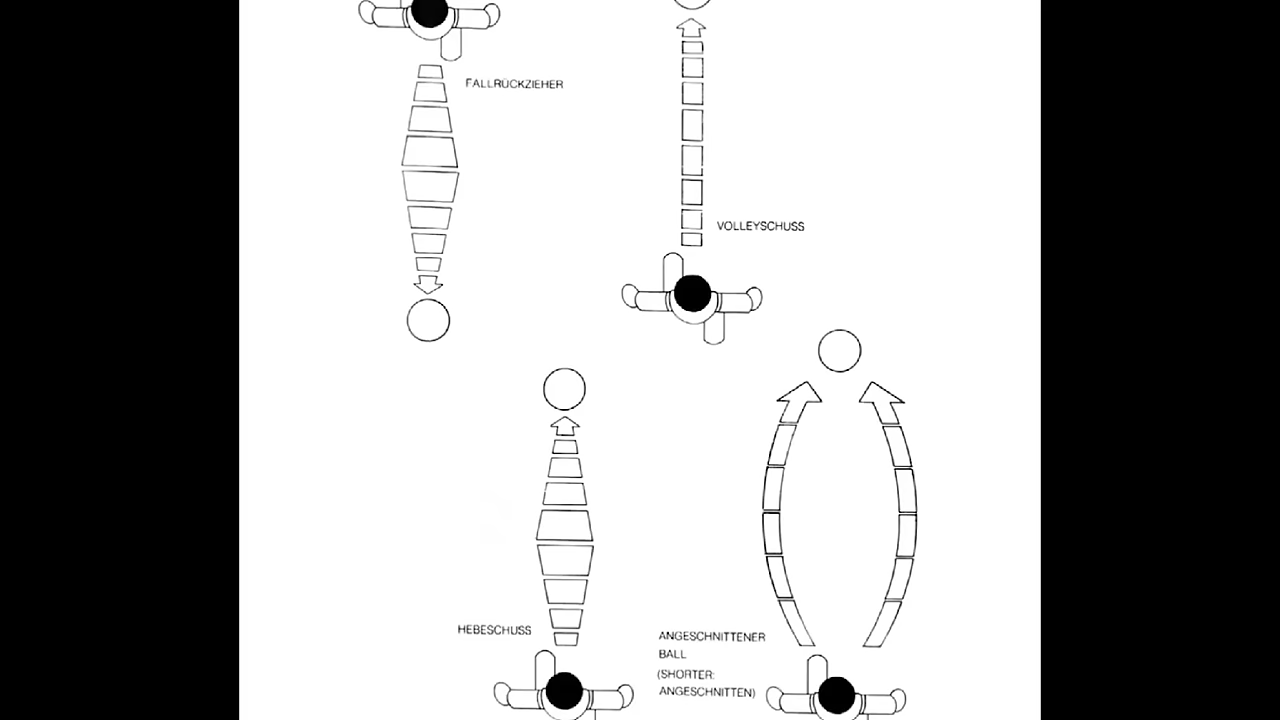 FALLRÜCKZIEHER
VOLLEYSCHUSS
HEBESCHUSS
ANGESCHNITTENER
BALL
(SHORTER:
ANGESCHNITTEN)